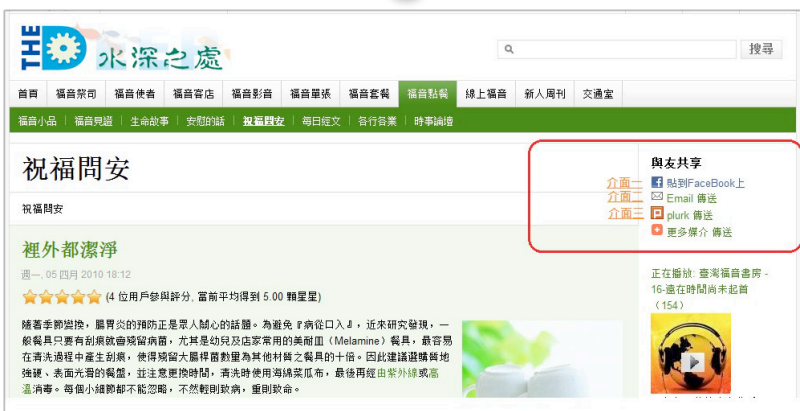 THE D 水深之處
搜尋
首頁 福音祭司 福音使者 福音客店 福音影音 福音單張 福音套餐 福音點餐 線上福音 新人周刊 交通室
福音小品 | 福音見證 | 生命故事 | 安慰的話 | 祝福問安 | 每日經文 | 各行各業 | 時事論壇
祝福問安
祝福問安
與友共享
介面一 貼到FaceBook上
介面二 Email 傳送
介面三 plurk 傳送
更多媒介 傳送
裡外都潔淨
週一, 05 四月 2010 18:12
(4 位用戶參與評分, 當前平均得到 5.00 顆星星)
隨著季節變換，腸胃炎的預防正是眾人關心的話題。為避免『病從口入』，近來研究發現，一
般餐具只要有刮痕就會殘留病菌，尤其是幼兒及店家常用的美耐皿（Melamine）餐具，最容易
在清洗過程中產生刮痕，使得殘留大腸桿菌數量為其他材質之餐具的十倍。因此建議選購質地
強硬、表面光滑的餐盤，並注意更換時間，清洗時使用海綿菜瓜布，最後再經由紫外線或高
溫消毒。每個小細節都不能忽略，不然輕則致病，重則致命。
正在播放: 臺灣福音書房 -
16-遠在時間尚未起首
（154）